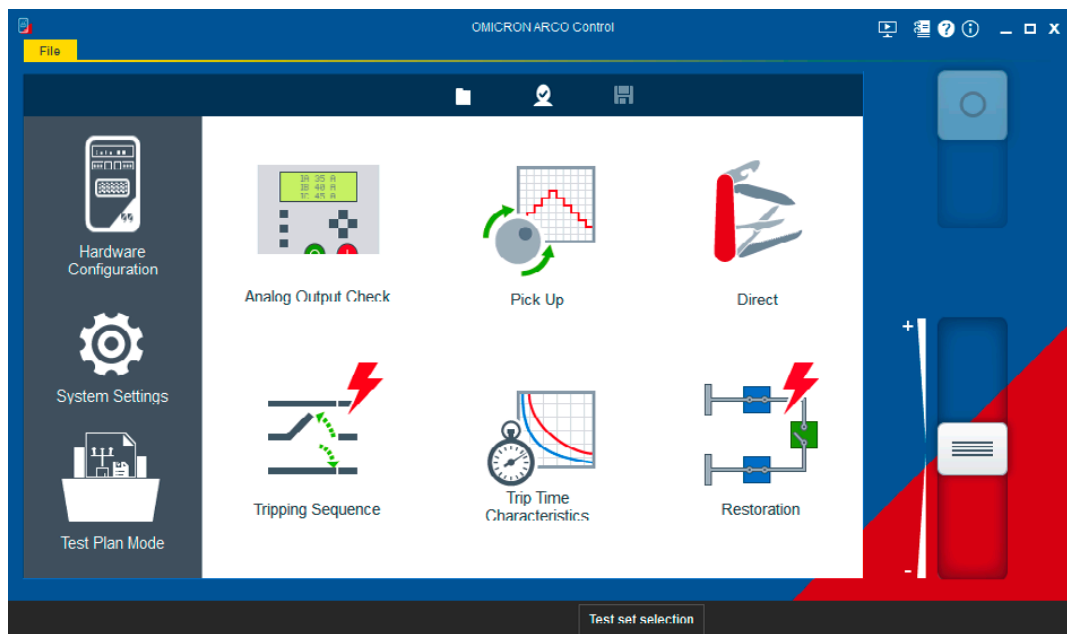 OMICRON ARCO Control
File
IA 35 A
IB 40 A
IC 45 A
Hardware
Configuration
Analog Output Check
Pick Up
Direct
+
System Settings
Tripping Sequence
Trip Time
Characteristics
Restoration
Test Plan Mode
-
Test set selection